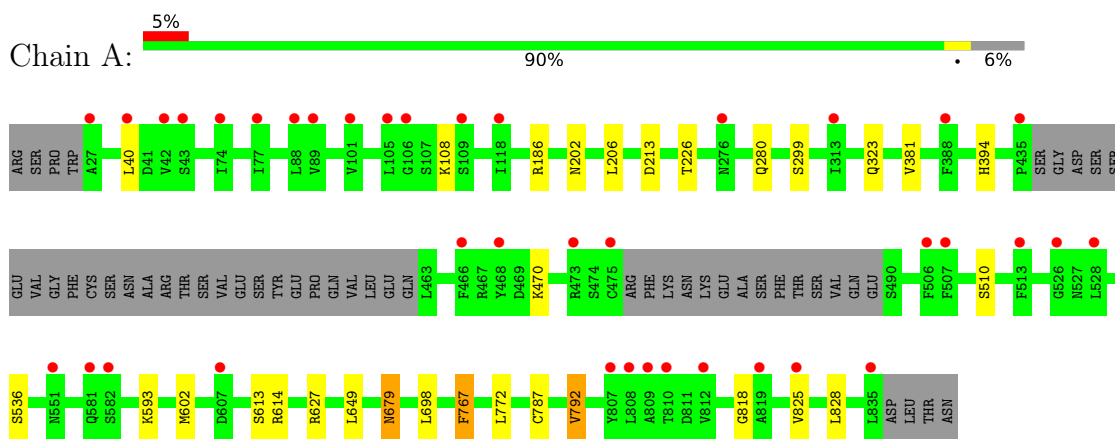 5%
Chain A:
90%
•
6%
ARG SER PRO TRP A27 L40 D41 V42 S43 I74 I77 L88 V89 V101 L105 G106 S107 K108 S109 I118 R186 N202 L206 D213 T226 N276 Q280 S299 I313 Q323 V381 F388 H394 P435 SER GLY ASP SER SER
GLU VAL GLY PHE CYS SER ASN ALA ARG THR SER VAL GLU SER TYR GLU PRO GLN VAL LEU GLU GLN L463 F466 R467 Y468 D469 K470 R473 S474 C475 ARG PHE LYS ASN LYS GLU ALA SER PHE THR SER VAL GLN GLU S490 F506 F507 S510 F513 G526 N527 L528
S536 N551 Q581 S582 K593 M602 D607 S613 R614 R627 L649 N679 L698 F767 L772 C787 V792 Y807 L808 A809 T810 D811 V812 G818 A819 V825 L828 L835 ASP LEU THR ASN